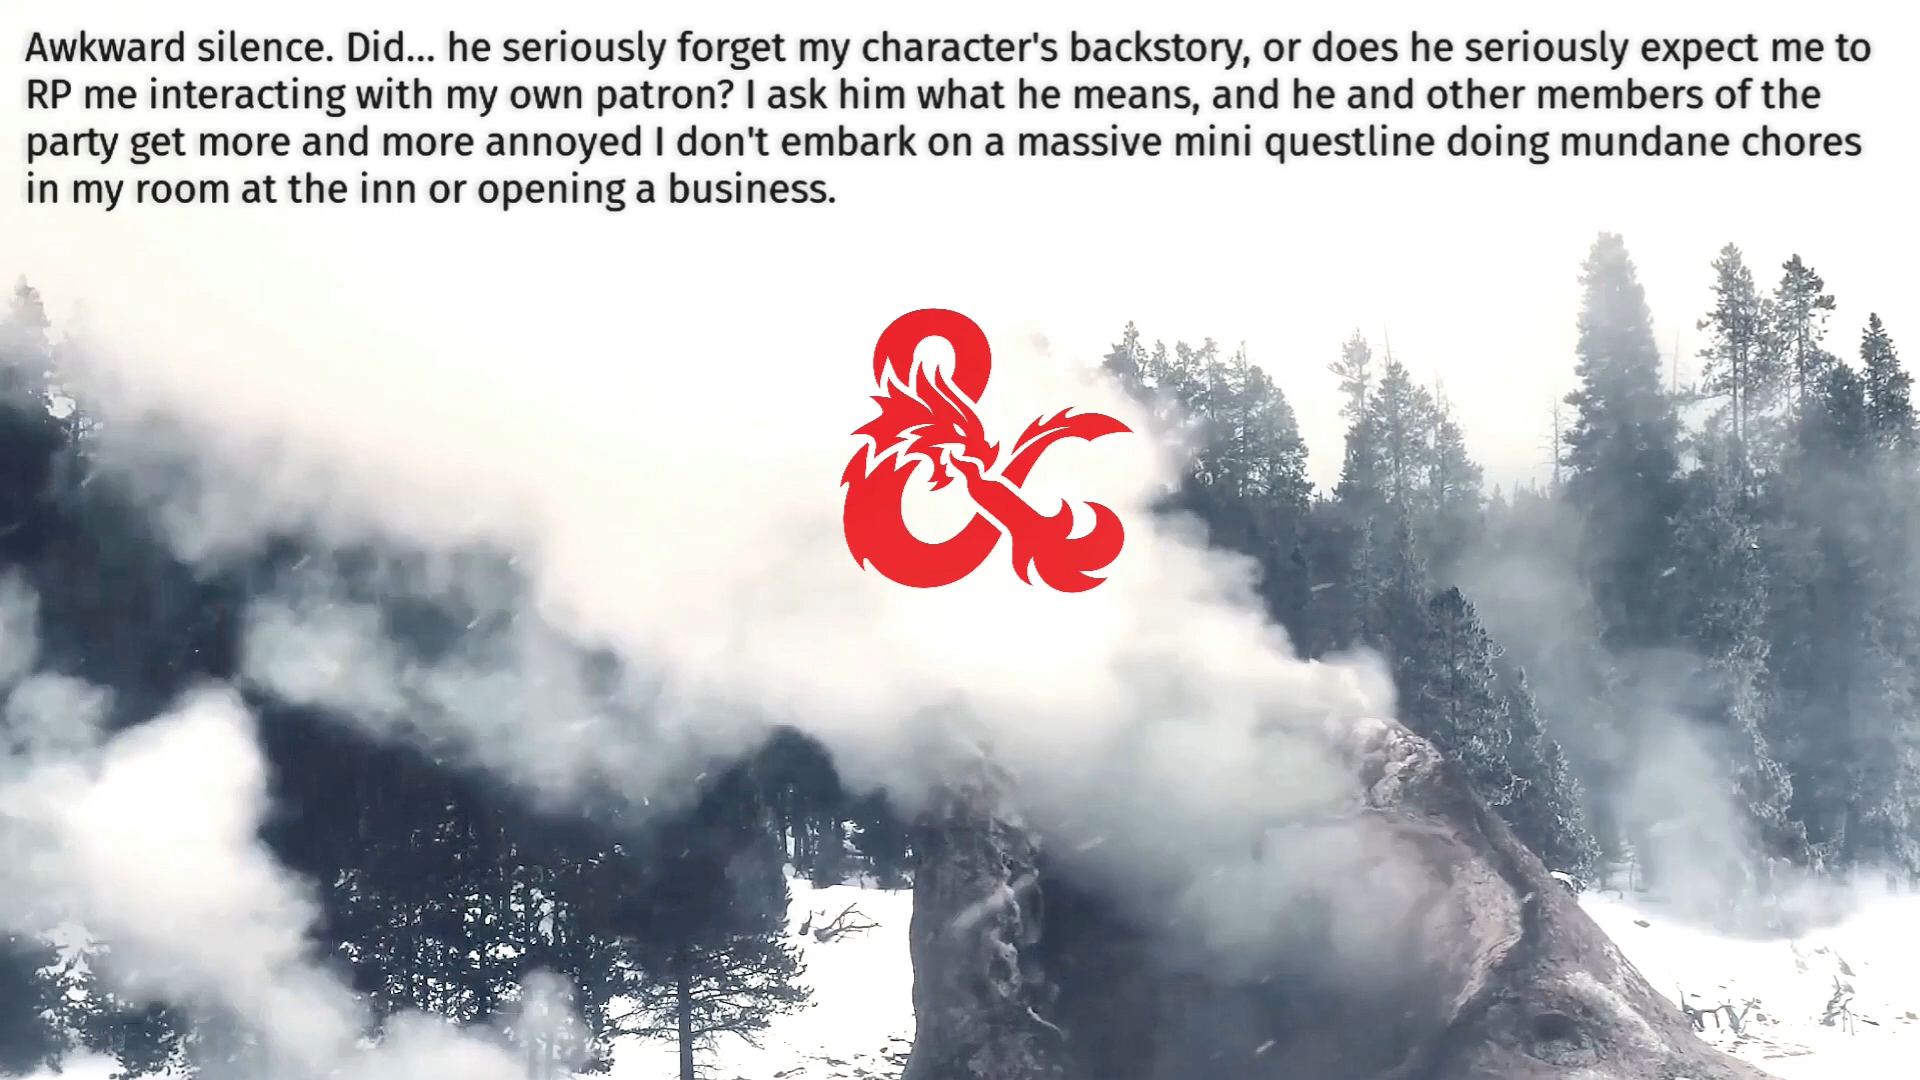 Awkward silence. Did... he seriously forget my character's backstory, or does he seriously expect me to
RP me interacting with my own patron? I ask him what he means, and he and other members of the
party get more and more annoyed I don't embark on a massive mini questline doing mundane chores
in my room at the inn or opening a business.